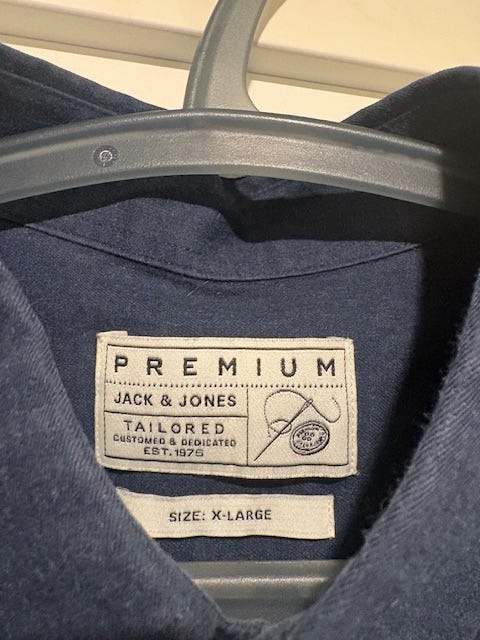 PREMIUM
JACK & JONES
TAILORED
CUSTOMED & DEDICATED
EST. 1975
SIZE: X-LARGE